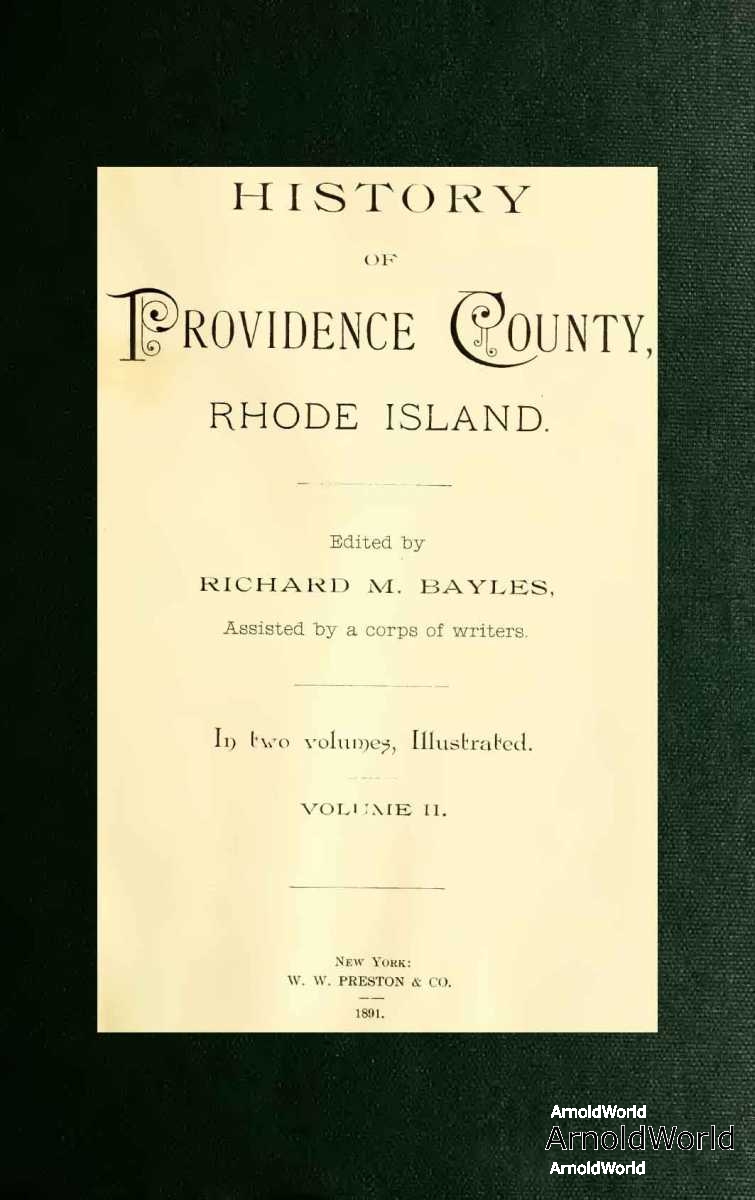 HISTORY
OF
PROVIDENCE COUNTY,
RHODE ISLAND.
Edited by
RICHARD M. BAYLES,
Assisted by a corps of writers.
In two volumes, Illustrated.
VOLUME II.
NEW YORK:
W. W. PRESTON & CO.
1891.
ArnoldWorld
ArnoldWorld
ArnoldWorld